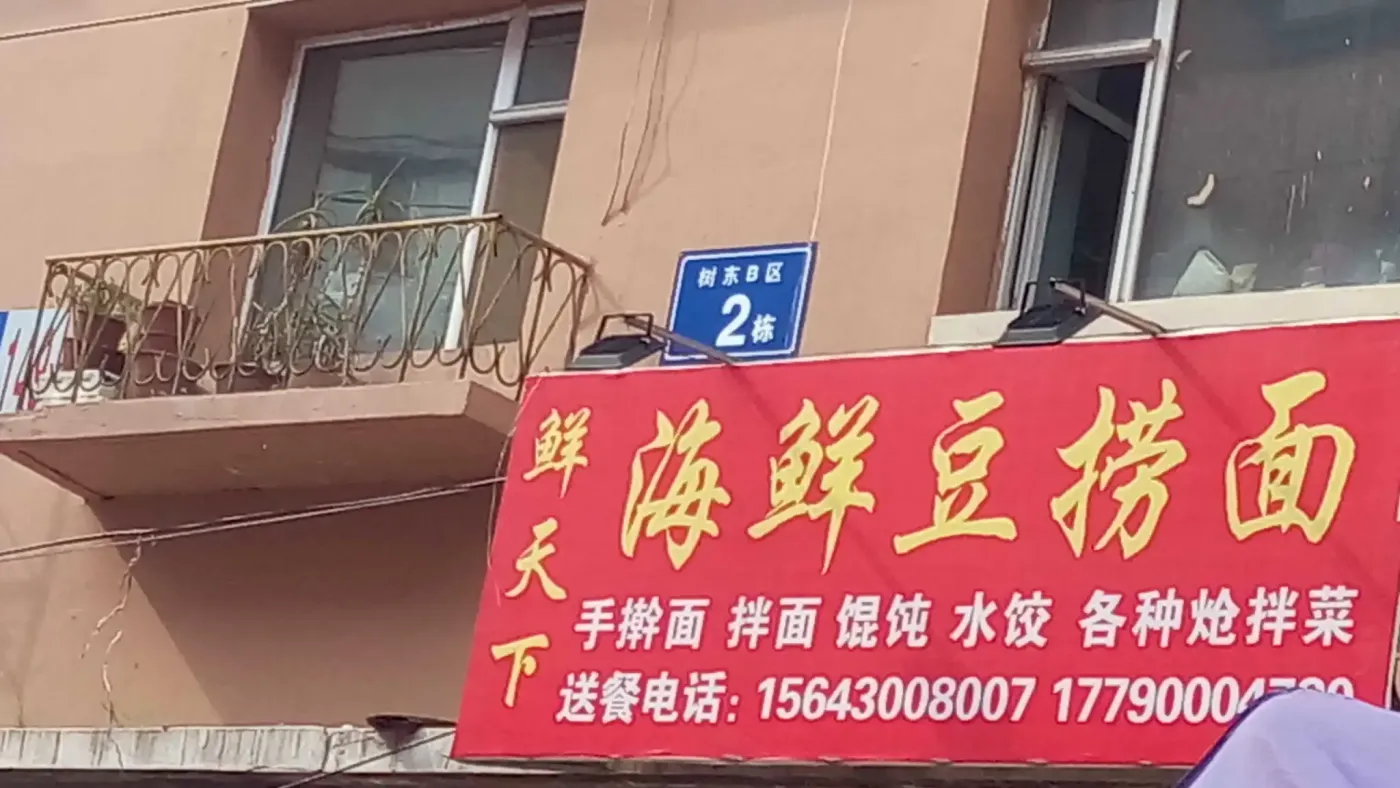 树东B区
2栋
鲜天下
海鲜豆捞面
手擀面 拌面 馄饨 水饺 各种炝拌菜
送餐电话: 15643008007